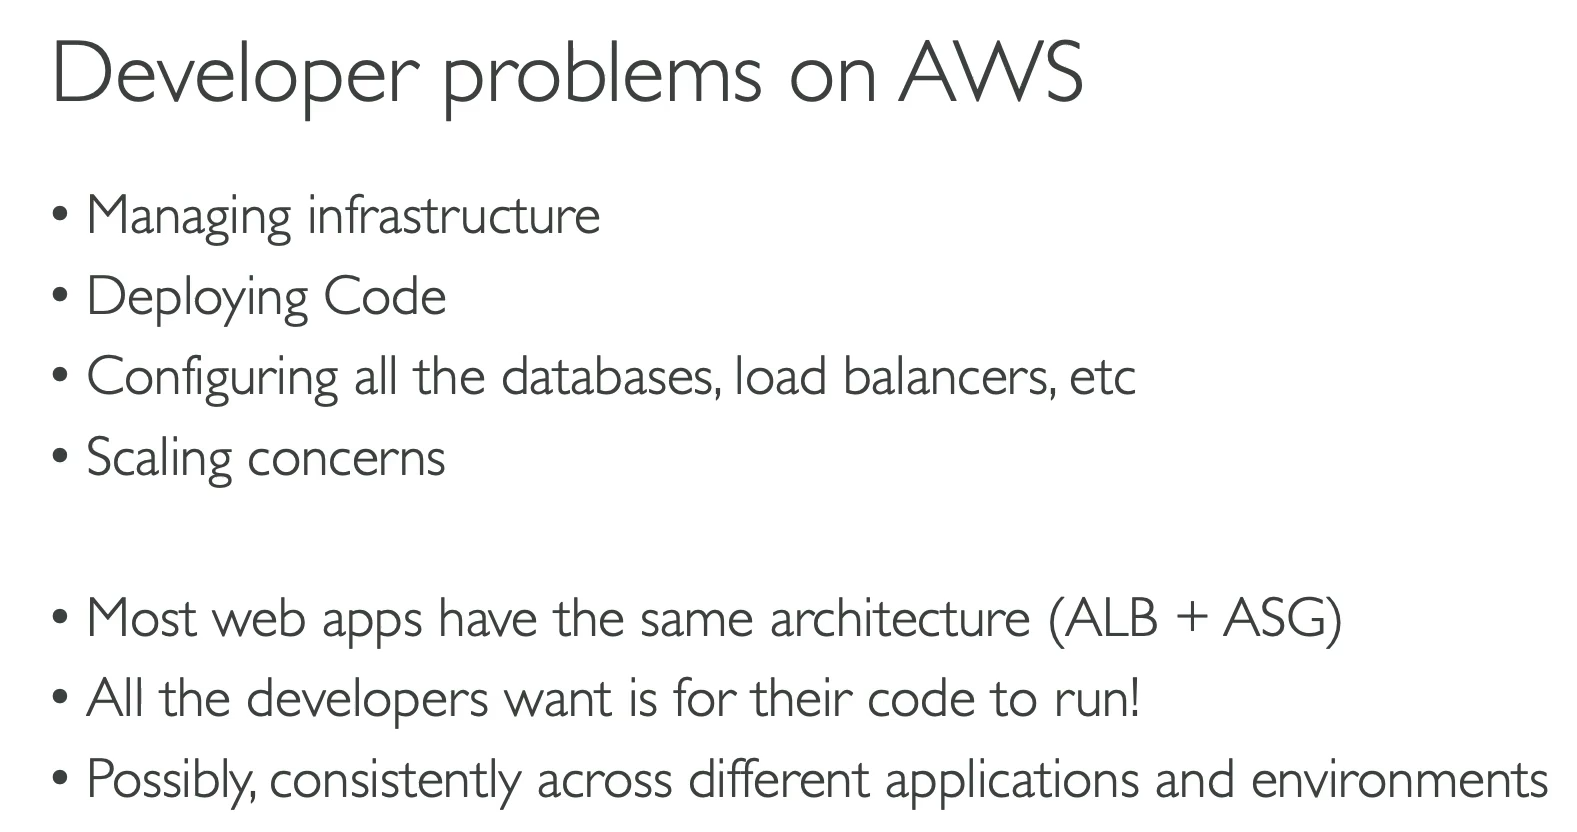 Developer problems on AWS
• Managing infrastructure
• Deploying Code
• Configuring all the databases, load balancers, etc
• Scaling concerns
• Most web apps have the same architecture (ALB + ASG)
• All the developers want is for their code to run!
• Possibly, consistently across different applications and environments